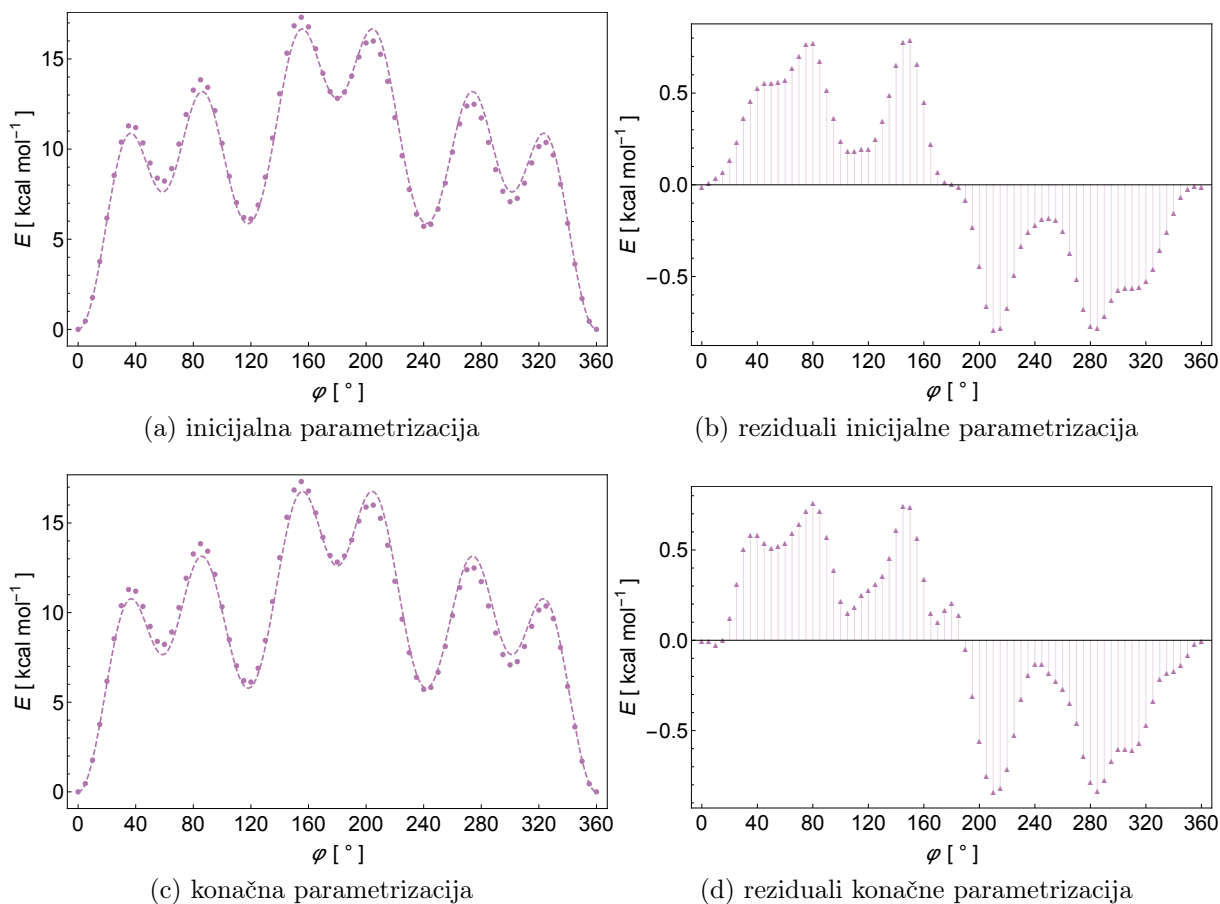 E [ kcal mol⁻¹ ]
15
10
5
0
0 40 80 120 160 200 240 280 320 360
φ [ ° ]
(a) inicijalna parametrizacija
E [ kcal mol⁻¹ ]
0.5
0.0
−0.5
0 40 80 120 160 200 240 280 320 360
φ [ ° ]
(b) reziduali inicijalne parametrizacija
E [ kcal mol⁻¹ ]
15
10
5
0
0 40 80 120 160 200 240 280 320 360
φ [ ° ]
(c) konačna parametrizacija
E [ kcal mol⁻¹ ]
0.5
0.0
−0.5
0 40 80 120 160 200 240 280 320 360
φ [ ° ]
(d) reziduali konačne parametrizacija